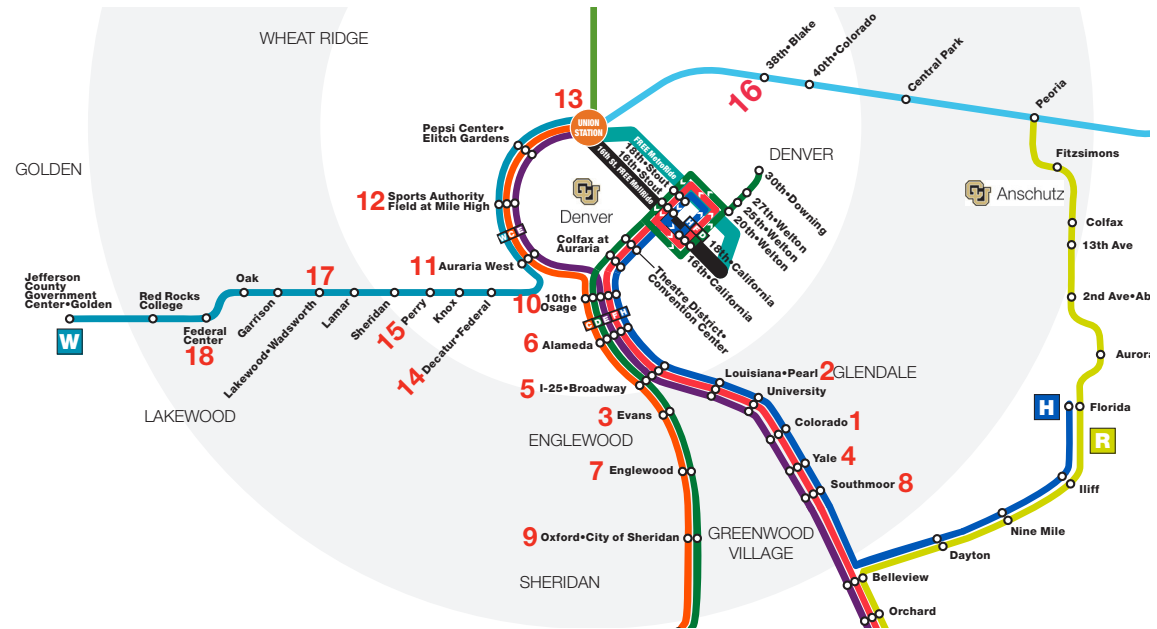 WHEAT RIDGE
38th•Blake
40th•Colorado
16
Central Park
Peoria
13
UNION
STATION
Pepsi Center•
Elitch Gardens
FREE MetroRide
16th St. FREE MallRide
18th•Stout
16th•Stout
DENVER
Fitzsimons
GOLDEN
CU
Denver
CU
Anschutz
12
Sports Authority
Field at Mile High
30th•Downing
27th•Welton
25th•Welton
20th•Welton
Colfax
13th Ave
W C E
Colfax at
Auraria
H F D
18th•California
16th•California
Theatre District•
Convention Center
11
Auraria West
Jefferson
County
Government
Center•Golden
W
Red Rocks
College
Oak
Federal
Center
18
Garrison
17
Lakewood•Wadsworth
Lamar
Sheridan
15
Perry
Knox
14
Decatur•Federal
10
10th•
Osage
C D E F H
2nd Ave•Ab
6
Alameda
Aurora
5
I-25•Broadway
Louisiana•Pearl
2
GLENDALE
University
LAKEWOOD
3
Evans
Colorado
1
H
Florida
R
ENGLEWOOD
Yale
4
7
Englewood
Southmoor
8
Iliff
Nine Mile
9
Oxford•City of Sheridan
GREENWOOD
VILLAGE
Dayton
SHERIDAN
Belleview
Orchard